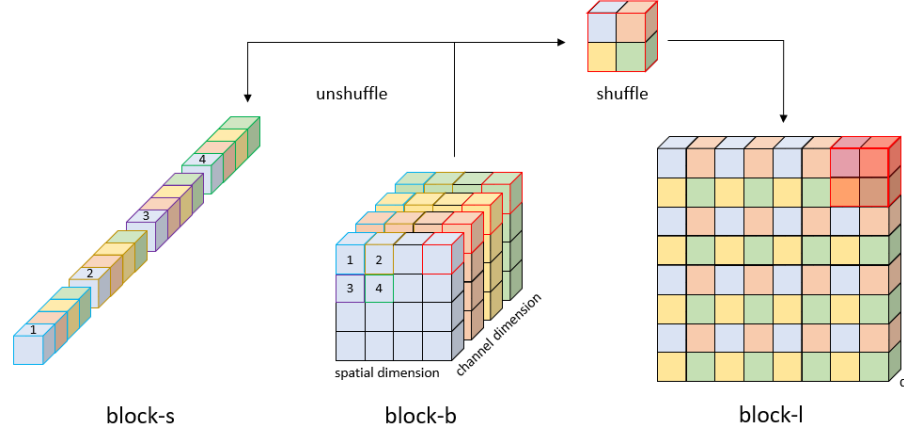 unshuffle
shuffle
4
3
2
1
1 2
3 4
spatial dimension
channel dimension
block-s
block-b
block-l